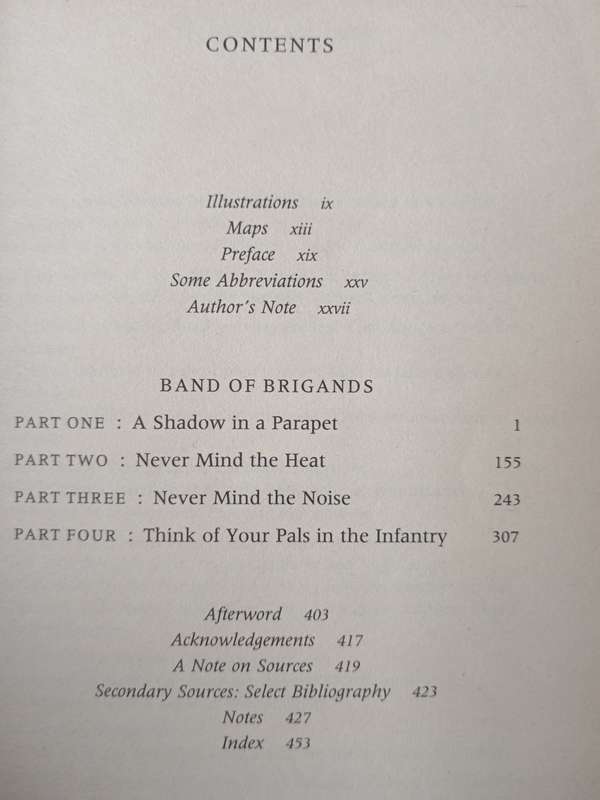 CONTENTS
Illustrations ix
Maps xiii
Preface xix
Some Abbreviations xxv
Author's Note xxvii
BAND OF BRIGANDS
PART ONE : A Shadow in a Parapet 1
PART TWO : Never Mind the Heat 155
PART THREE : Never Mind the Noise 243
PART FOUR : Think of Your Pals in the Infantry 307
Afterword 403
Acknowledgements 417
A Note on Sources 419
Secondary Sources: Select Bibliography 423
Notes 427
Index 453